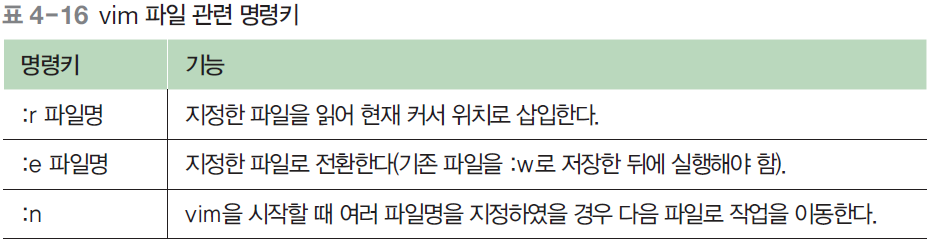 표 4-16 vim 파일 관련 명령키
명령키 기능
:r 파일명 지정한 파일을 읽어 현재 커서 위치로 삽입한다.
:e 파일명 지정한 파일로 전환한다(기존 파일을 :w로 저장한 뒤에 실행해야 함).
:n vim을 시작할 때 여러 파일명을 지정하였을 경우 다음 파일로 작업을 이동한다.